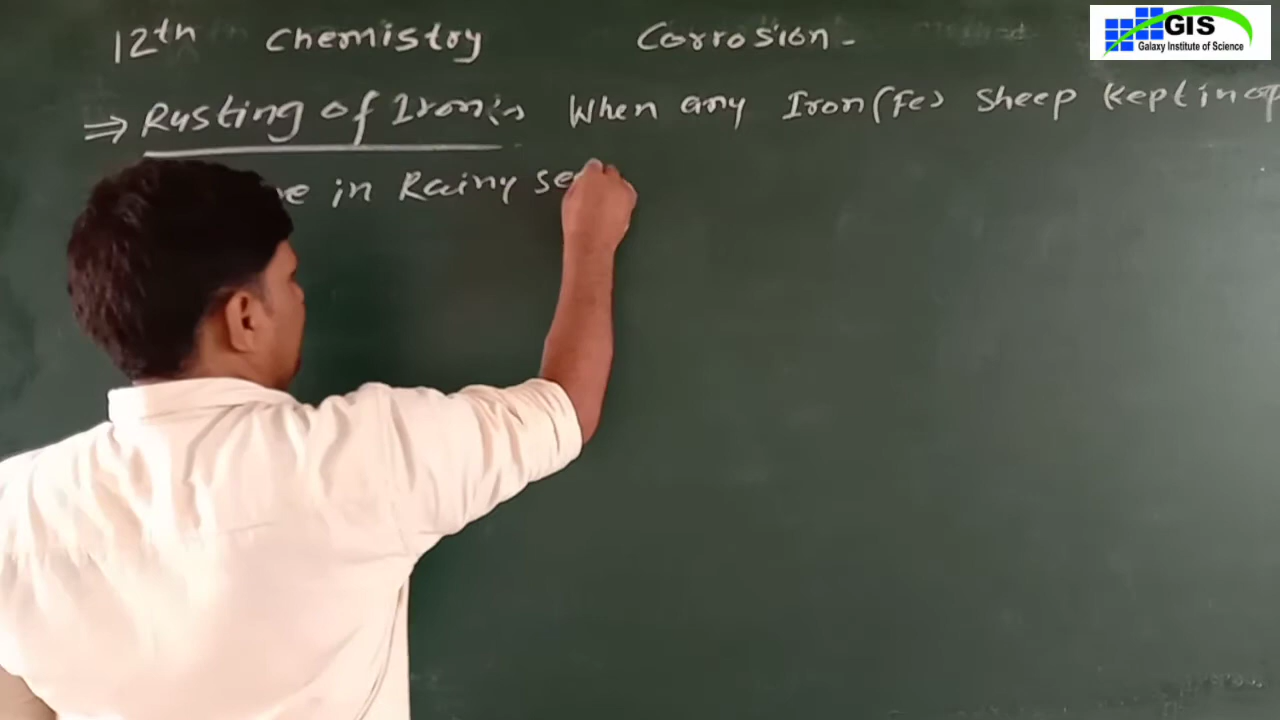 12th Chemistry Corrosion -
⇒ Rusting of Iron:s When any Iron(Fe) sheep kept in op
in Rainy se
GIS
Galaxy Institute of Science